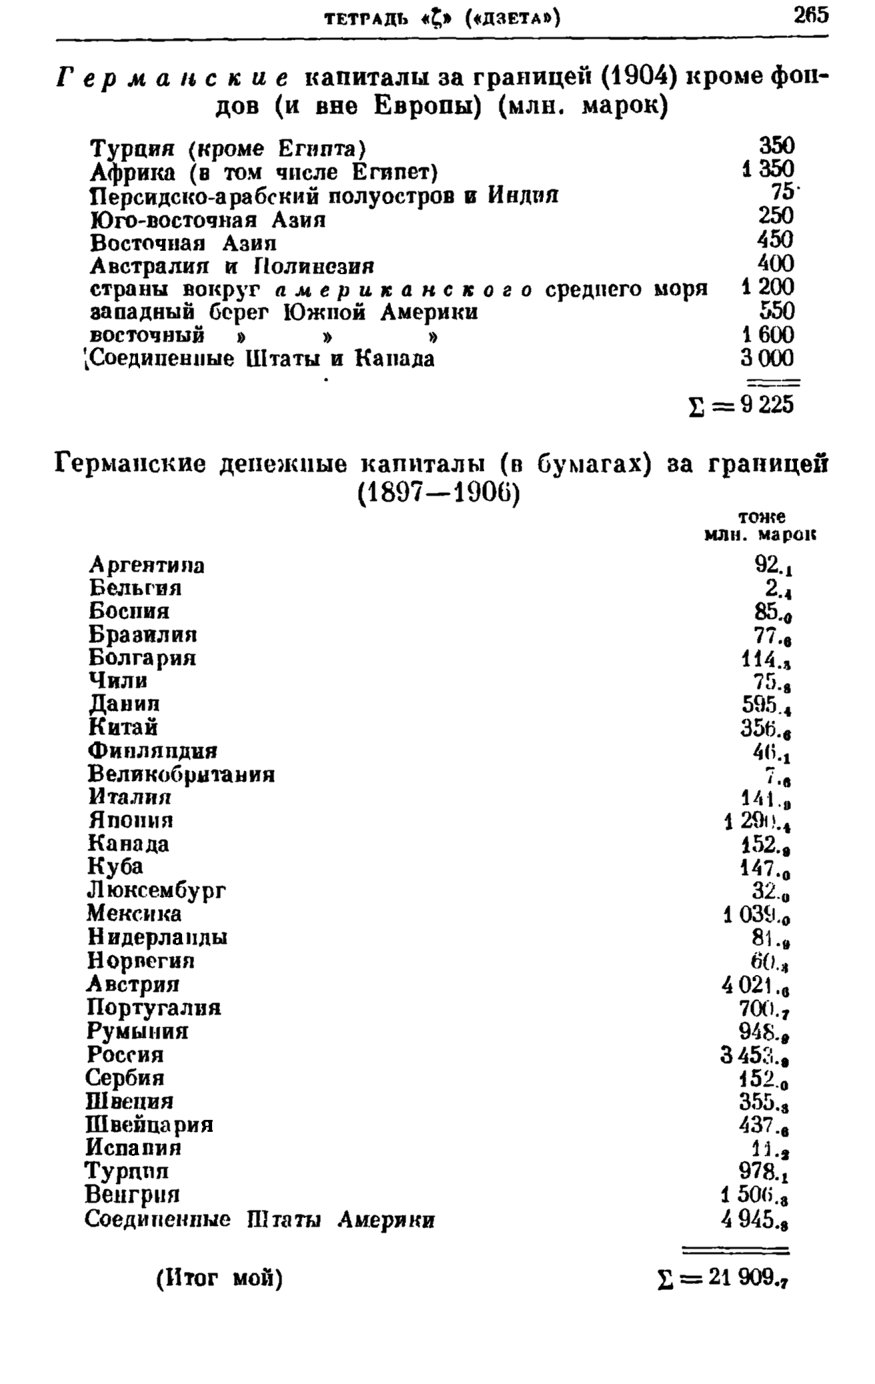 ТЕТРАДЬ «ζ» («ДЗЕТА») 265
Германские капиталы за границей (1904) кроме фон-
дов (и вне Европы) (млн. марок)
Турция (кроме Египта) 350
Африка (в том числе Египет) 1 350
Персидско-арабский полуостров и Индия 75
Юго-восточная Азия 250
Восточная Азия 450
Австралия и Полинезия 400
страны вокруг американского среднего моря 1 200
западный берег Южной Америки 550
восточный » » » 1 600
Соединенные Штаты и Канада 3 000
Σ = 9 225
Германские денежные капиталы (в бумагах) за границей
(1897—1906)
тоже
млн. марок
Аргентина 92.1
Бельгия 2.4
Босния 85.0
Бразилия 77.6
Болгария
Чили 75.8
Дания 595.4
Китай 356.6
Финляндия 46.1
Великобритания 7.6
Италия 141.9
Япония 1 290.4
Канада 152.9
Куба 147.0
Люксембург 32.0
Мексика 1 039.0
Нидерланды 81.9
Норвегия
Австрия 4 021.6
Португалия 700.7
Румыния 948.9
Россия 3 453.9
Сербия 152.0
Швеция 355.3
Швейцария 437.6
Испания 11.2
Турция 978.1
Венгрия 1 506.3
Соединенные Штаты Америки 4 945.8
(Итог мой) Σ = 21 909.7